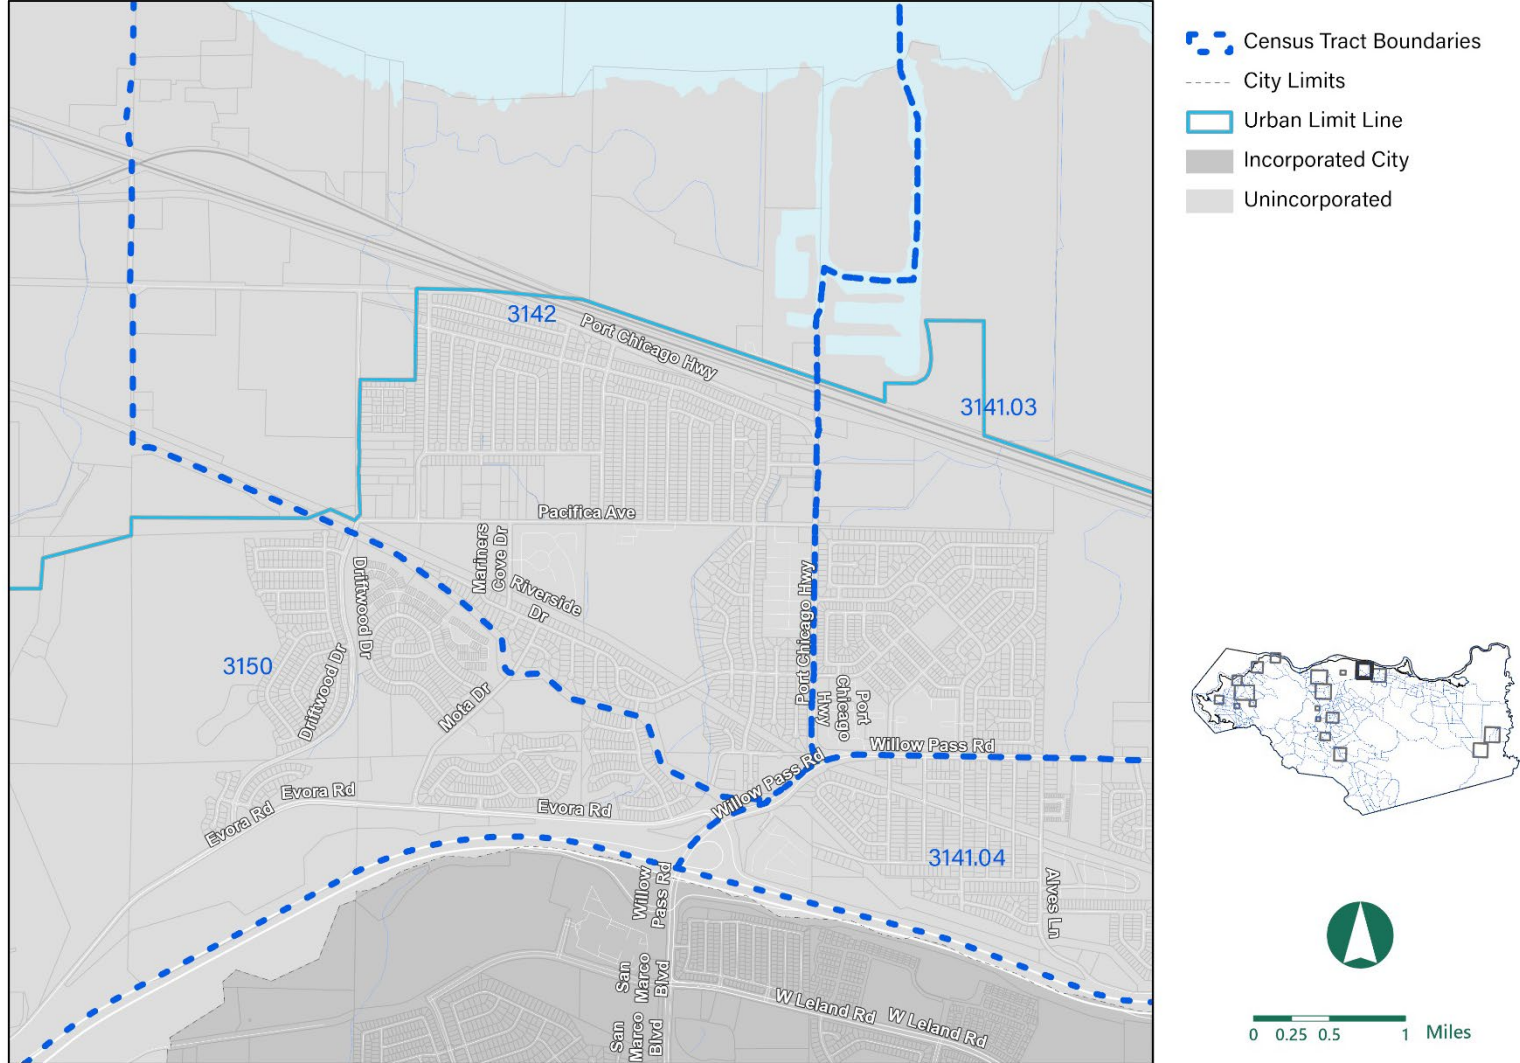 Census Tract Boundaries
City Limits
Urban Limit Line
Incorporated City
Unincorporated
3142
Port Chicago Hwy
3141.03
Pacifica Ave
Mariners
Cove Dr
Riverside
Dr
Driftwood Dr
Driftwood Dr
3150
Mota Dr
Port Chicago Hwy
Port
Chicago
Hwy
Willow Pass Rd
Willow Pass Rd
Evora Rd
Evora Rd
Evora Rd
3141.04
Willow
Pass Rd
Alves Ln
San
Marco
Blvd
W Leland Rd
W Leland Rd
San
Marco
Blvd
0 0.25 0.5 1 Miles